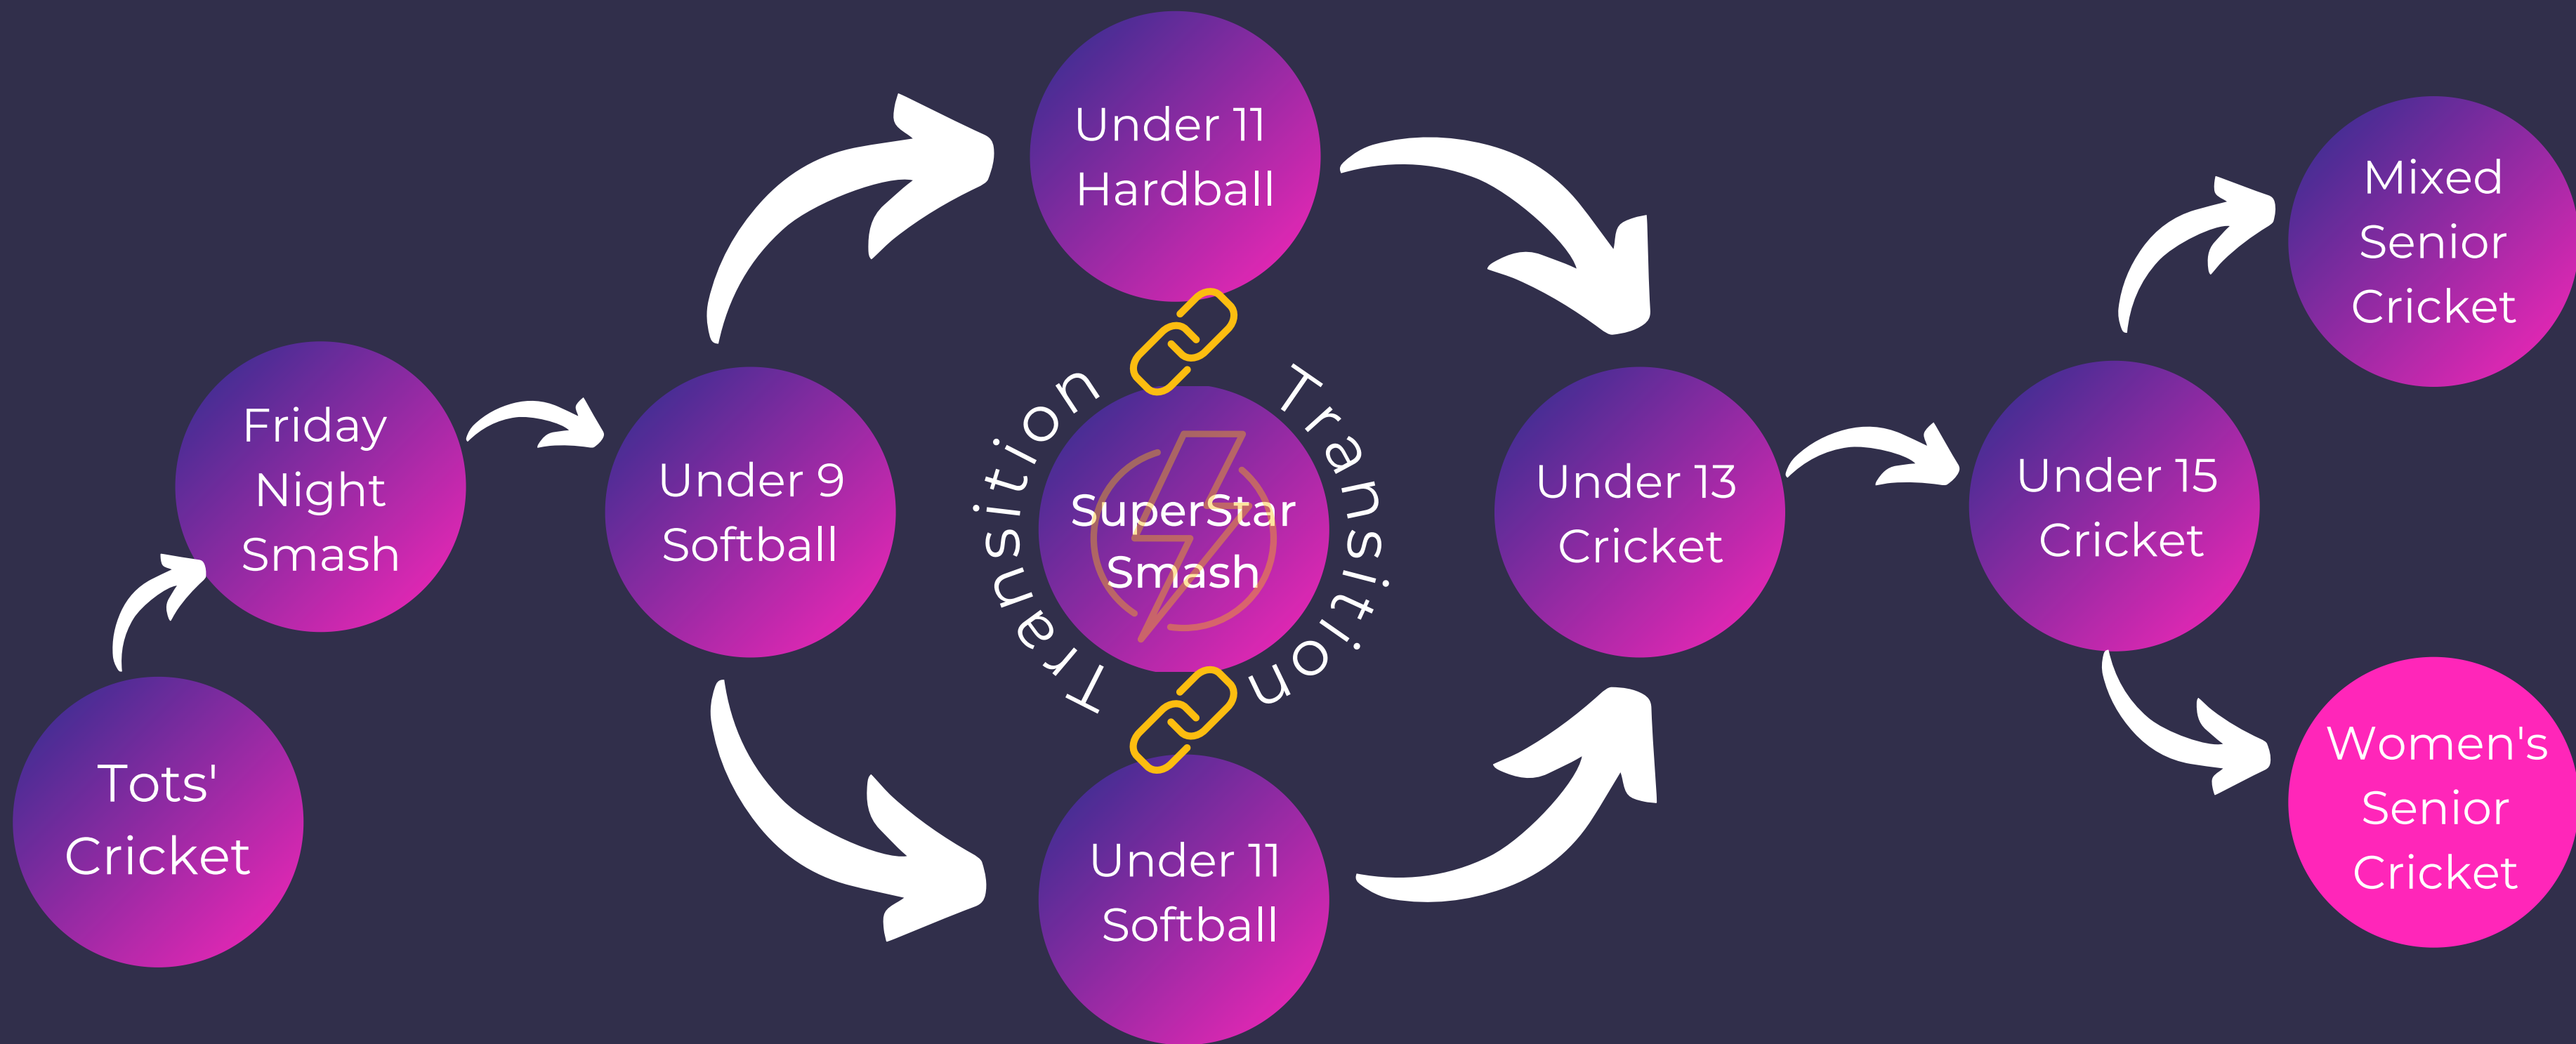 Tots'
Cricket
Friday
Night
Smash
Under 9
Softball
Under 11
Hardball
Transition
SuperStar
Smash
Transition
Under 11
Softball
Under 13
Cricket
Under 15
Cricket
Mixed
Senior
Cricket
Women's
Senior
Cricket